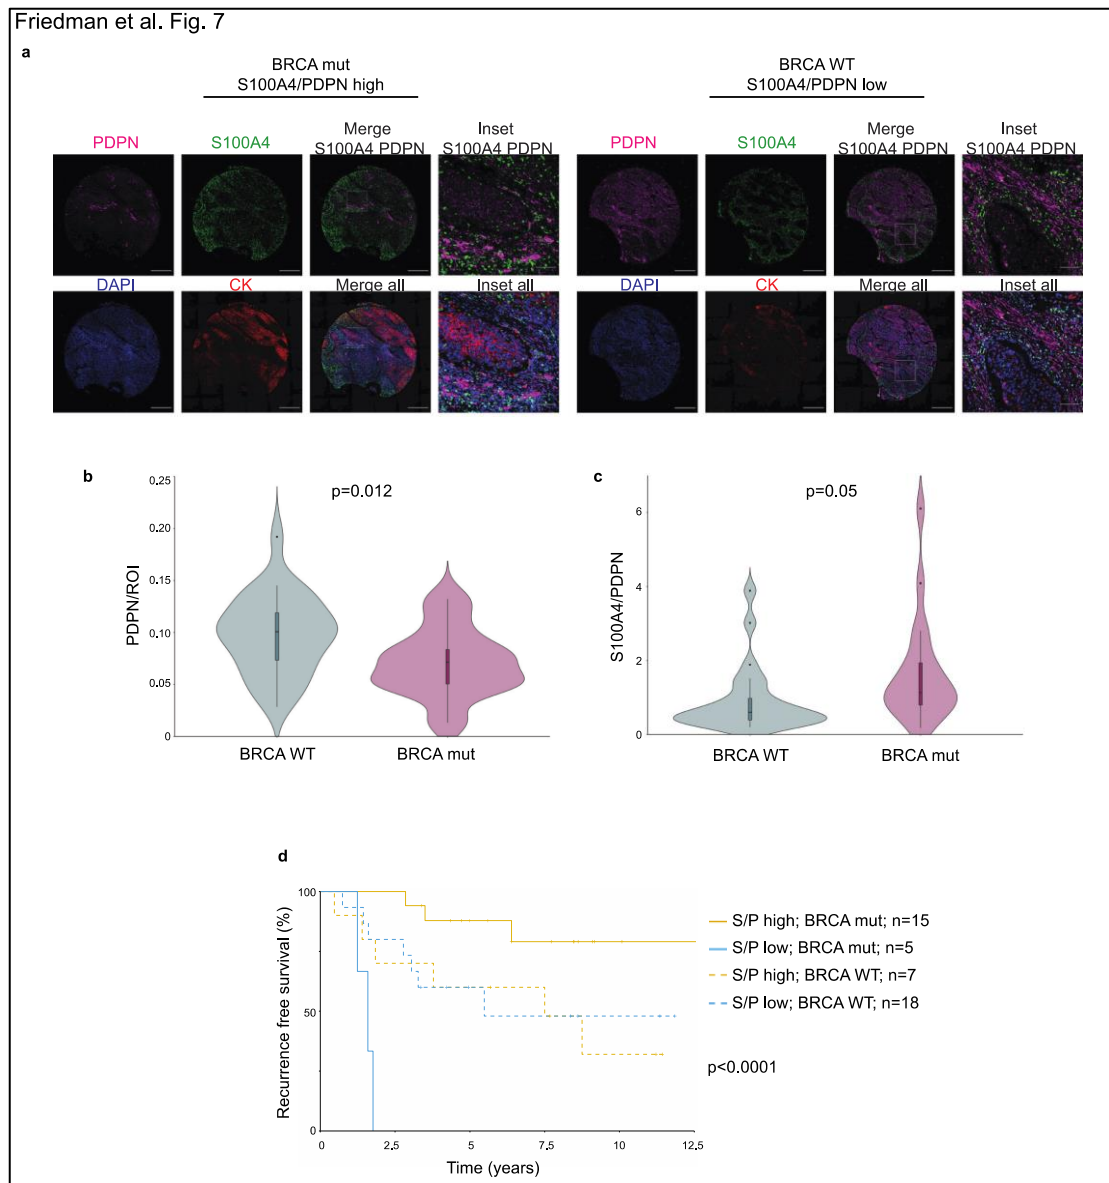 Friedman et al. Fig. 7
a
BRCA mut
S100A4/PDPN high
BRCA WT
S100A4/PDPN low
PDPN
S100A4
Merge
S100A4 PDPN
Inset
S100A4 PDPN
PDPN
S100A4
Merge
S100A4 PDPN
Inset
S100A4 PDPN
DAPI
CK
Merge all
Inset all
DAPI
CK
Merge all
Inset all
b
p=0.012
PDPN/ROI
0.25
0.20
0.15
0.10
0.05
0
BRCA WT
BRCA mut
c
p=0.05
S100A4/PDPN
6
4
2
0
BRCA WT
BRCA mut
d
Recurrence free survival (%)
100
50
0
0
2.5
5
7.5
10
12.5
Time (years)
S/P high; BRCA mut; n=15
S/P low; BRCA mut; n=5
S/P high; BRCA WT; n=7
S/P low; BRCA WT; n=18
p<0.0001